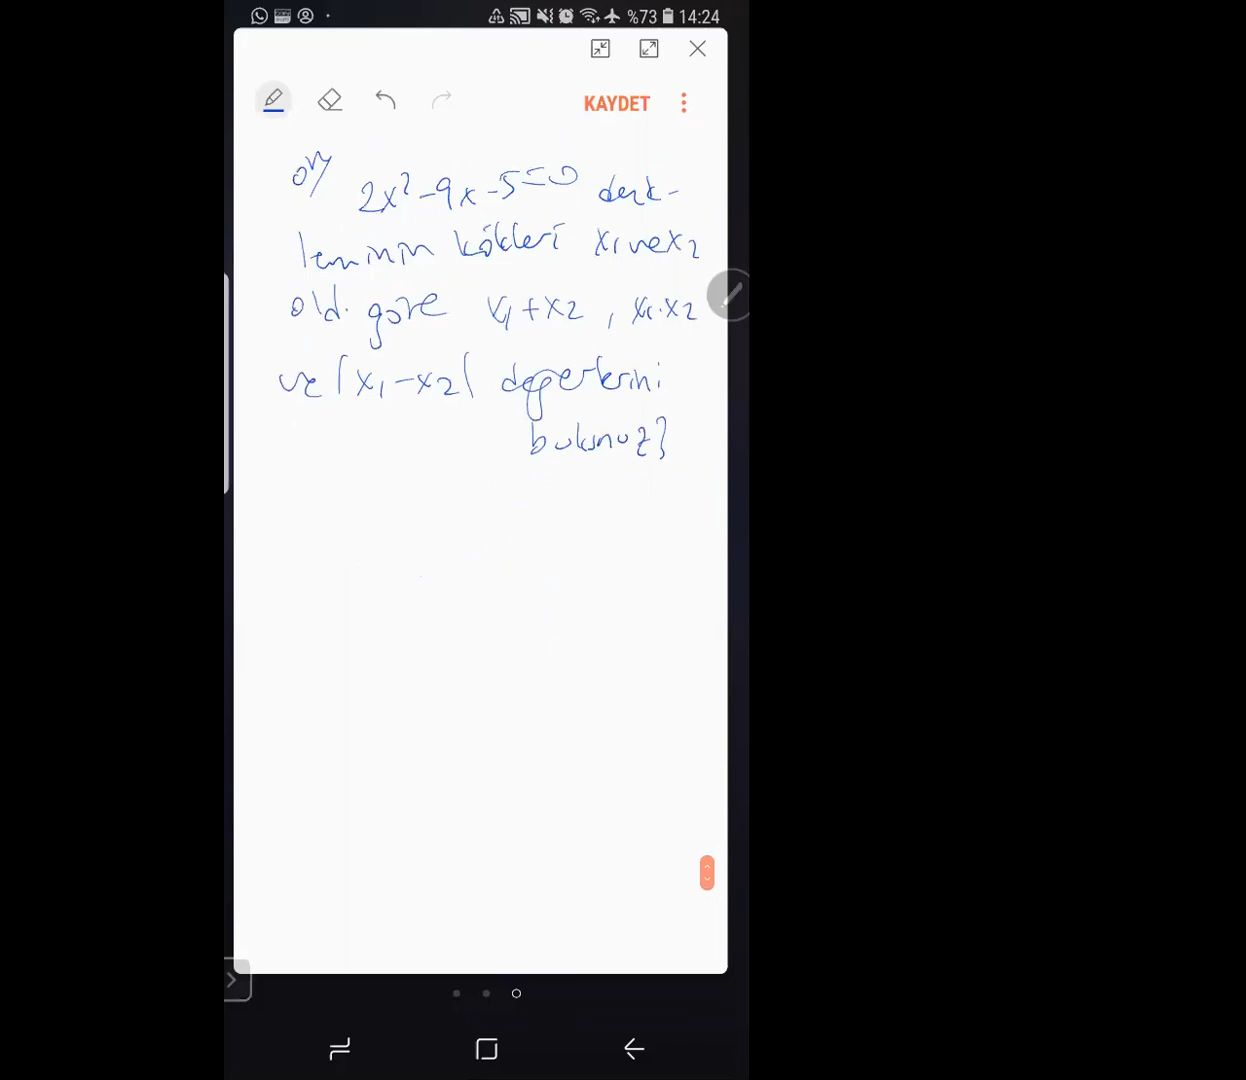 %73 14:24
KAYDET
ör/ 2x²-9x-5=0 denk-
leminin kökleri x₁ ve x₂
old. göre x₁+x₂, x₁.x₂
ve |x₁-x₂| değerlerini
bulunuz?